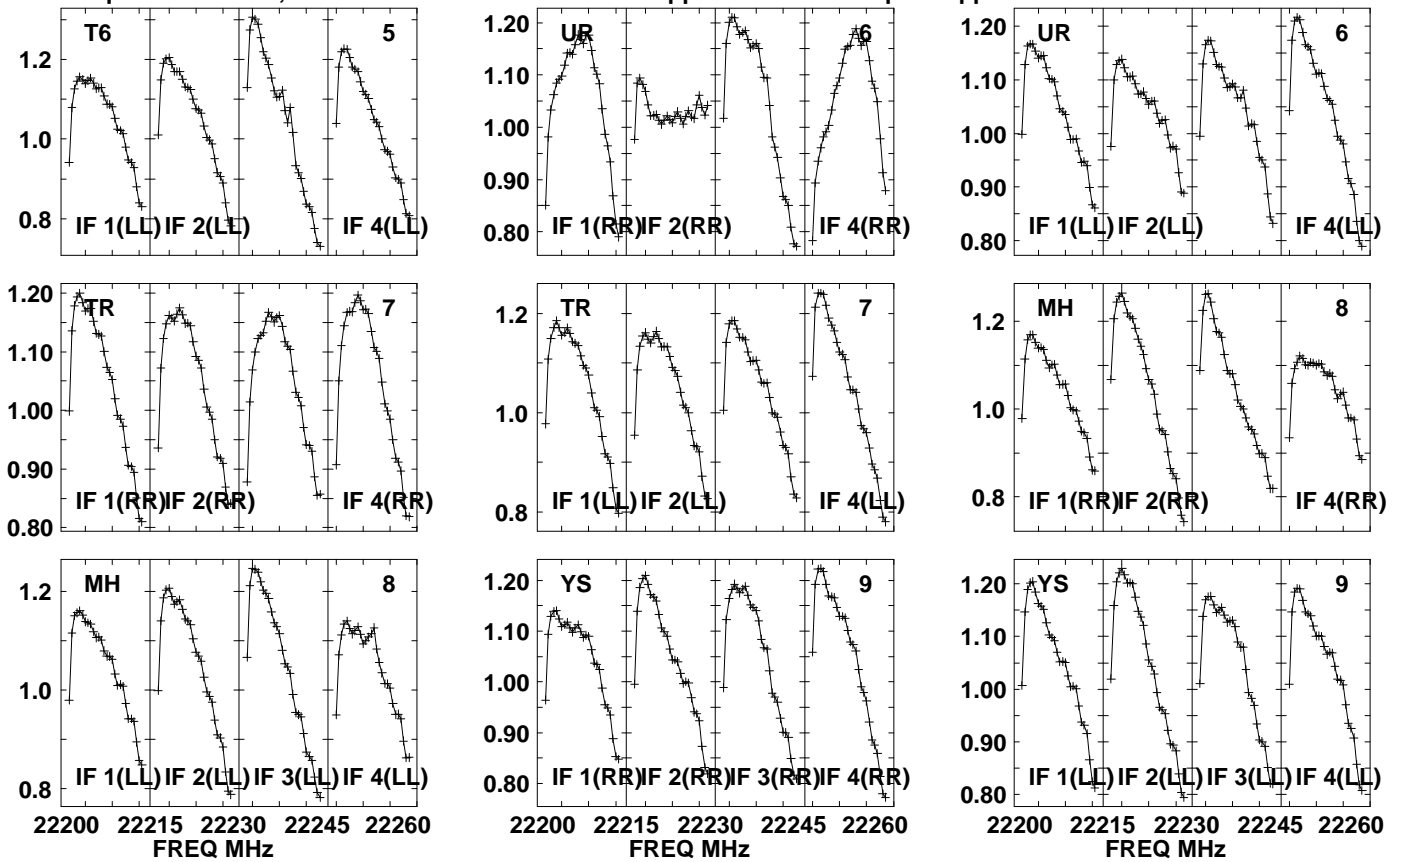 T6 5
1.2
1.0
0.8
IF 1(LL) IF 2(LL) IF 4(LL)
UR 6
1.20
1.10
1.00
0.90
0.80
IF 1(RR) IF 2(RR) IF 4(RR)
UR 6
1.20
1.10
1.00
0.90
0.80
IF 1(LL) IF 2(LL) IF 4(LL)
TR 7
1.20
1.10
1.00
0.90
0.80
IF 1(RR) IF 2(RR) IF 4(RR)
TR 7
1.2
1.0
0.8
IF 1(LL) IF 2(LL) IF 4(LL)
MH 8
1.2
1.0
0.8
IF 1(RR) IF 2(RR) IF 4(RR)
MH 8
1.2
1.0
0.8
IF 1(LL) IF 2(LL) IF 3(LL) IF 4(LL)
22200 22215 22230 22245 22260
FREQ MHz
YS 9
1.20
1.10
1.00
0.90
0.80
IF 1(RR) IF 2(RR) IF 3(RR) IF 4(RR)
22200 22215 22230 22245 22260
FREQ MHz
YS 9
1.20
1.10
1.00
0.90
0.80
IF 1(LL) IF 2(LL) IF 3(LL) IF 4(LL)
22200 22215 22230 22245 22260
FREQ MHz